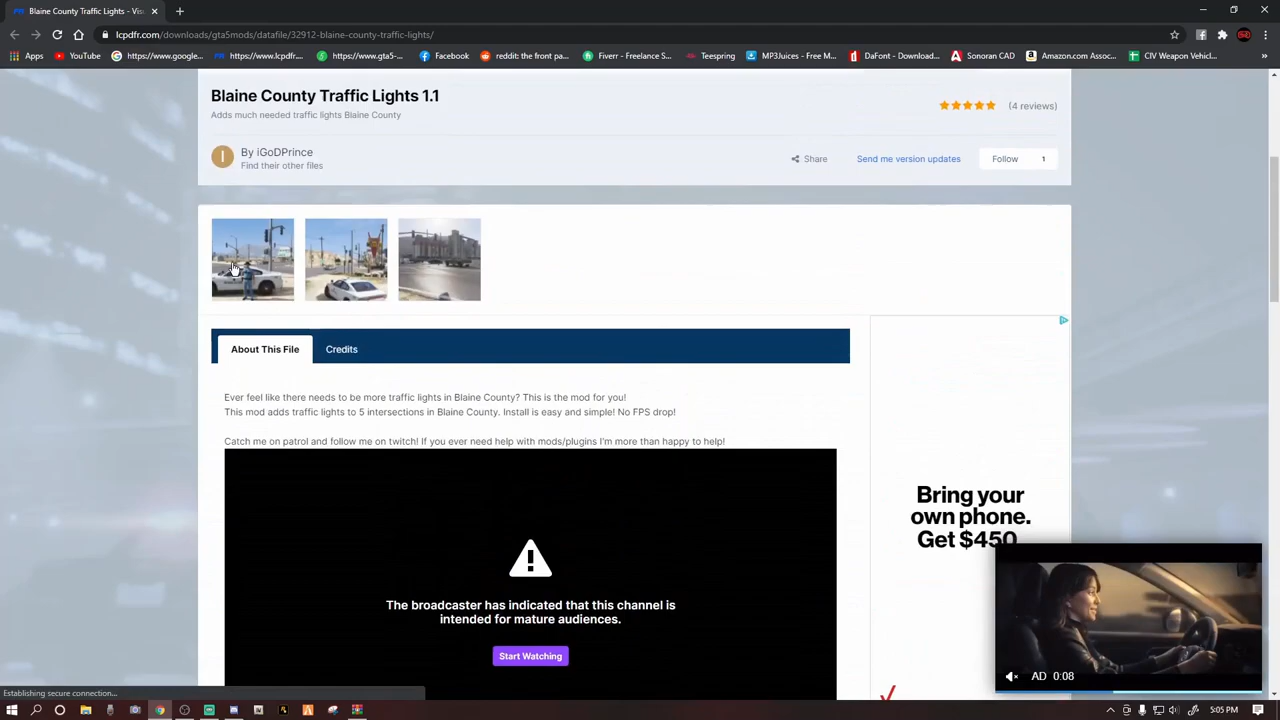 Blaine County Traffic Lights - Vis
lcpdfr.com/downloads/gta5mods/datafile/32912-blaine-county-traffic-lights/
Apps YouTube https://www.google... https://www.lcpdf... https://www.gta5-... Facebook reddit: the front pa... Fiverr - Freelance S... Teespring MP3Juices - Free M... DaFont - Download... Sonoran CAD Amazon.com Assoc... CIV Weapon Vehicl...
Blaine County Traffic Lights 1.1
Adds much needed traffic lights Blaine County
(4 reviews)
I
By iGoDPrince
Find their other files
Share Send me version updates Follow 1
About This File Credits
Ever feel like there needs to be more traffic lights in Blaine County? This is the mod for you!
This mod adds traffic lights to 5 intersections in Blaine County. Install is easy and simple! No FPS drop!
Catch me on patrol and follow me on twitch! If you ever need help with mods/plugins I'm more than happy to help!
The broadcaster has indicated that this channel is
intended for mature audiences.
Start Watching
Bring your
own phone.
Get $450
AD 0:08
Establishing secure connection...
5:05 PM